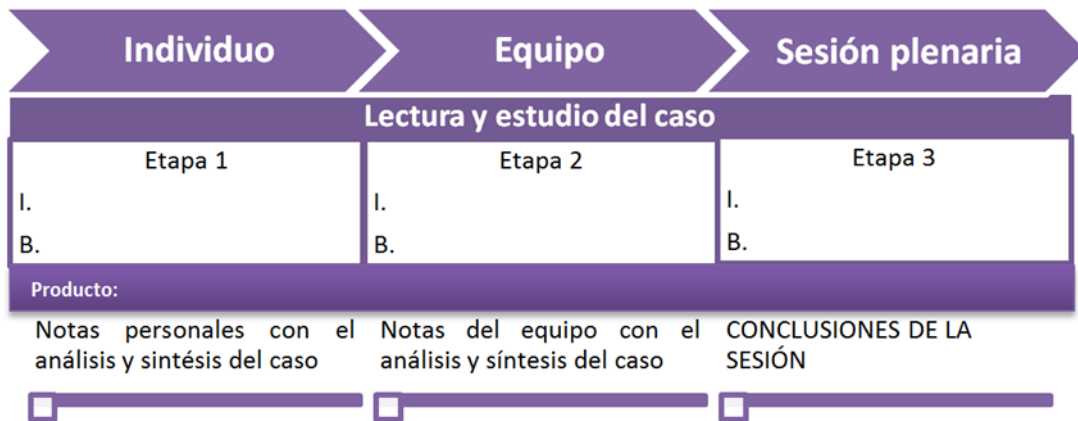 Individuo
Equipo
Sesión plenaria
Lectura y estudio del caso
Etapa 1
I.
B.
Etapa 2
I.
B.
Etapa 3
I.
B.
Producto:
Notas personales con el
análisis y sintésis del caso
Notas del equipo con el
análisis y síntesis del caso
CONCLUSIONES DE LA
SESIÓN